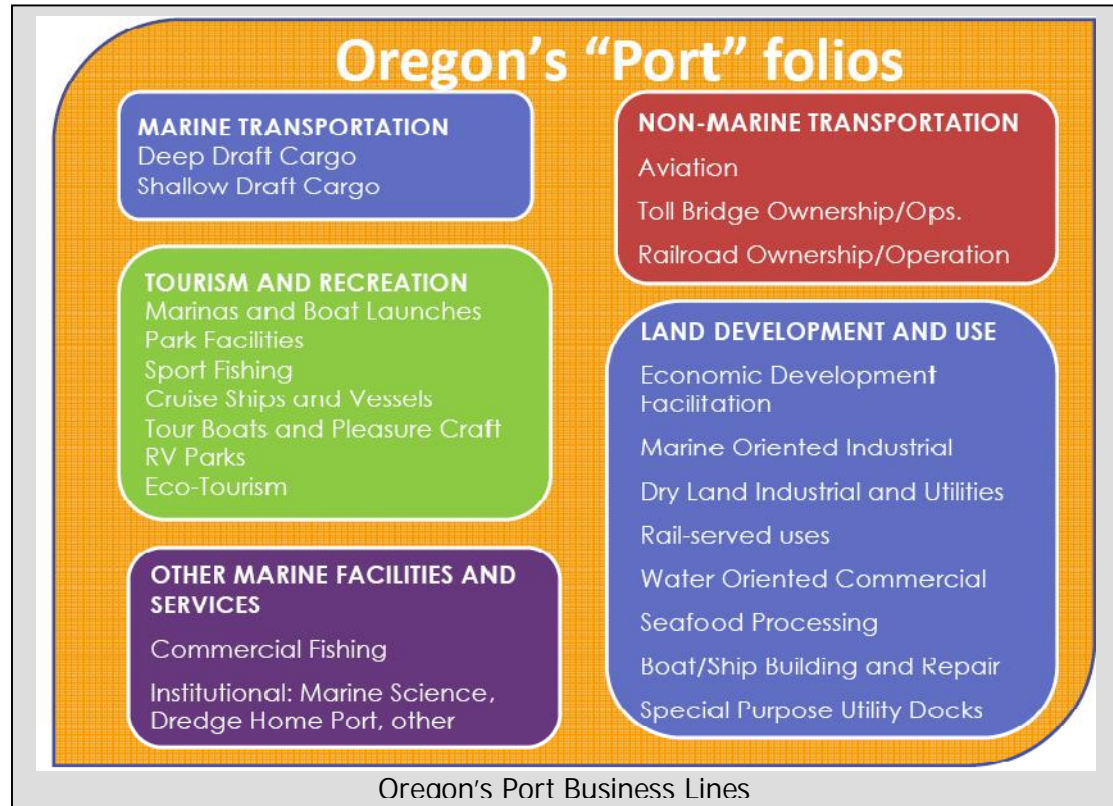 Oregon's “Port” folios
MARINE TRANSPORTATION
Deep Draft Cargo
Shallow Draft Cargo
TOURISM AND RECREATION
Marinas and Boat Launches
Park Facilities
Sport Fishing
Cruise Ships and Vessels
Tour Boats and Pleasure Craft
RV Parks
Eco-Tourism
OTHER MARINE FACILITIES AND
SERVICES
Commercial Fishing
Institutional: Marine Science,
Dredge Home Port, other
NON-MARINE TRANSPORTATION
Aviation
Toll Bridge Ownership/Ops.
Railroad Ownership/Operation
LAND DEVELOPMENT AND USE
Economic Development
Facilitation
Marine Oriented Industrial
Dry Land Industrial and Utilities
Rail-served uses
Water Oriented Commercial
Seafood Processing
Boat/Ship Building and Repair
Special Purpose Utility Docks
Oregon's Port Business Lines